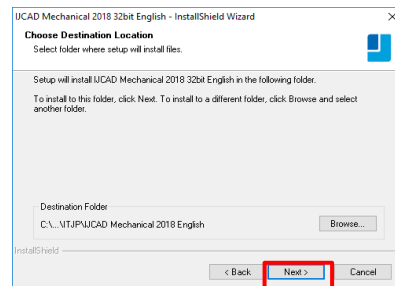 IJCAD Mechanical 2018 32bit English - InstallShield Wizard
Choose Destination Location
Select folder where setup will install files.
Setup will install IJCAD Mechanical 2018 32bit English in the following folder.
To install to this folder, click Next. To install to a different folder, click Browse and select
another folder.
Destination Folder
C:\...\ITJP\IJCAD Mechanical 2018 English
Browse...
InstallShield
< Back
Next >
Cancel